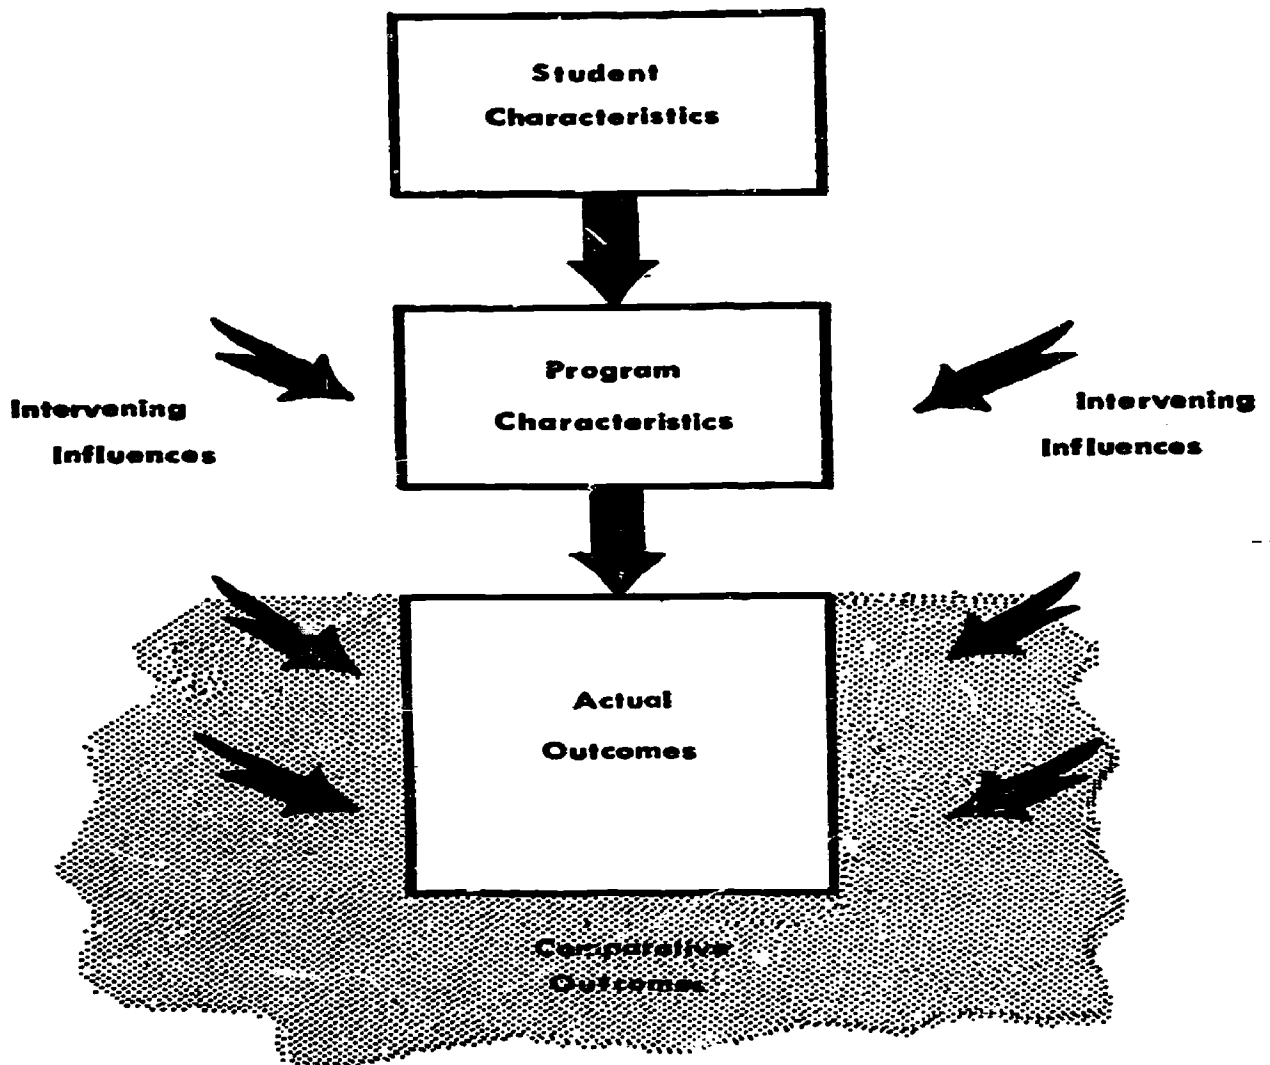 Student
Characteristics
Program
Characteristics
Intervening
Influences
Intervening
Influences
Actual
Outcomes
Comparative
Outcomes